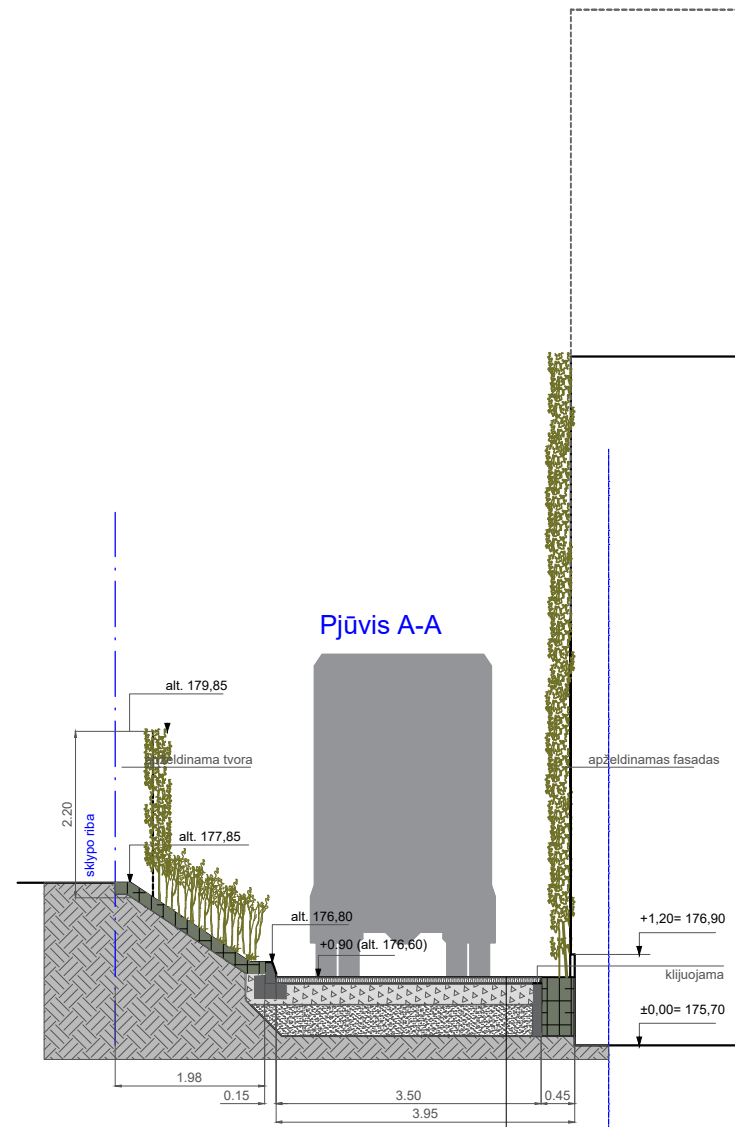 Pjūvis A-A
alt. 179,85
apželdinama tvora
apželdinamas fasadas
2.20
sklypo riba
alt. 177,85
alt. 176,80
+0.90 (alt. 176,60)
+1,20= 176,90
klijuojama
±0,00= 175,70
1.98
0.15
3.50
0.45
3.95